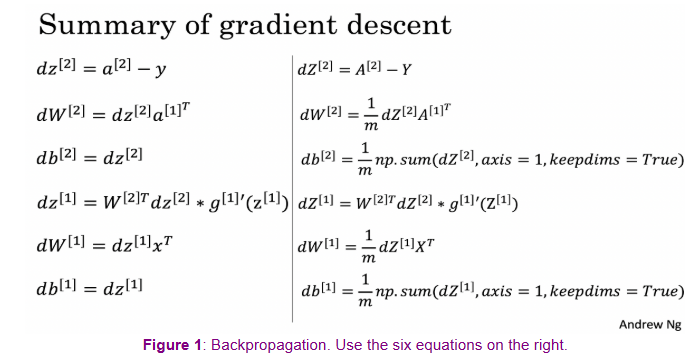 Summary of gradient descent
dz[2] = a[2] − y
dW[2] = dz[2]a[1]T
db[2] = dz[2]
dz[1] = W[2]Tdz[2] * g[1]′(z[1])
dW[1] = dz[1]xT
db[1] = dz[1]
dZ[2] = A[2] − Y
dW[2] = 1/m dZ[2]A[1]T
db[2] = 1/m np.sum(dZ[2], axis = 1, keepdims = True)
dZ[1] = W[2]TdZ[2] * g[1]′(Z[1])
dW[1] = 1/m dZ[1]XT
db[1] = 1/m np.sum(dZ[1], axis = 1, keepdims = True)
Andrew Ng
Figure 1: Backpropagation. Use the six equations on the right.